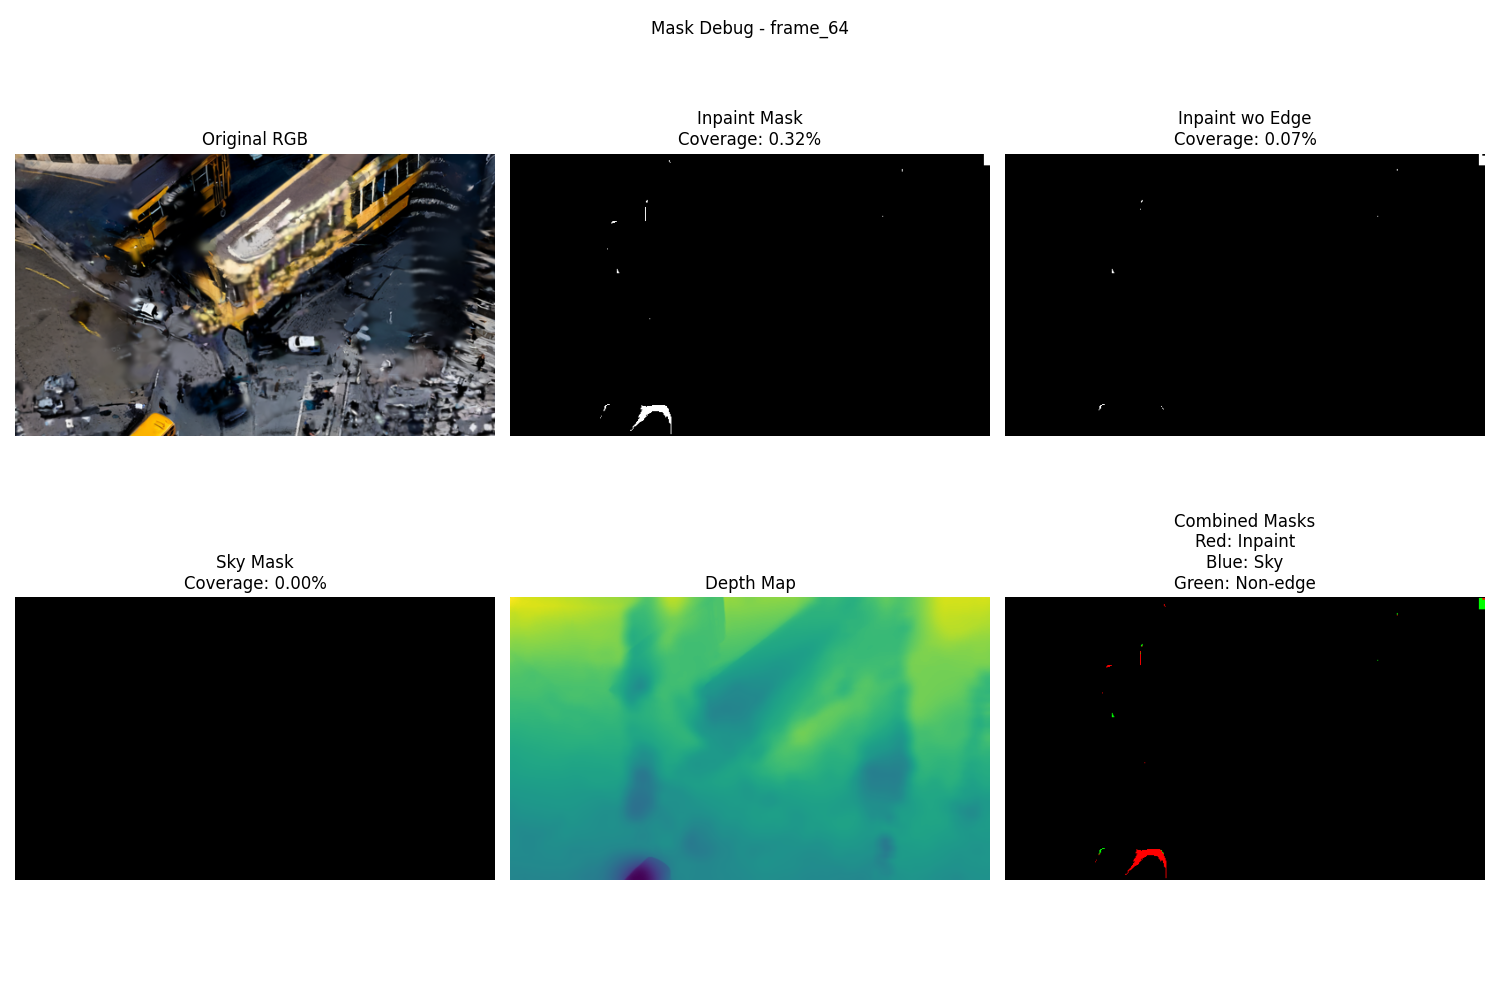 Mask Debug - frame_64
Original RGB
Inpaint Mask
Coverage: 0.32%
Inpaint wo Edge
Coverage: 0.07%
Sky Mask
Coverage: 0.00%
Depth Map
Combined Masks
Red: Inpaint
Blue: Sky
Green: Non-edge